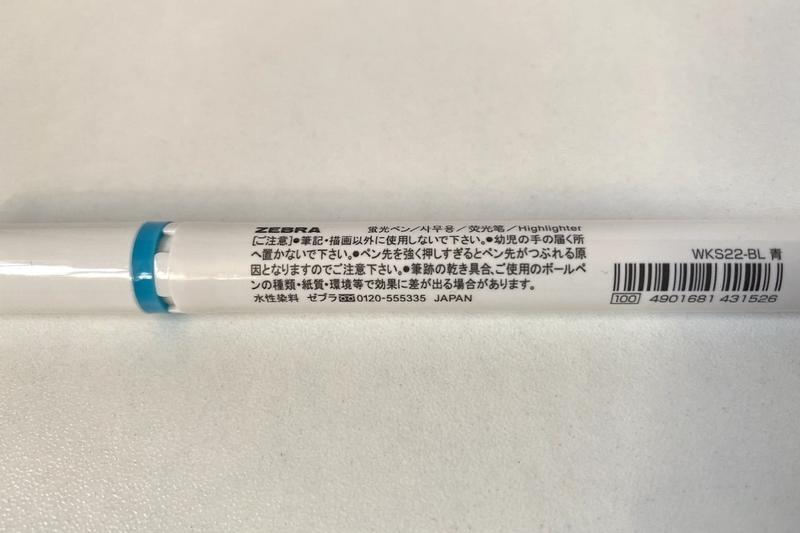 ZEBRA 蛍光ペン/사무용/荧光笔/Highlighter
[ご注意]●筆記・描画以外に使用しないで下さい。●幼児の手の届く所
へ置かないで下さい。●ペン先を強く押しすぎるとペン先がつぶれる原
因となりますのでご注意下さい。●筆跡の乾き具合、ご使用のボールペ
ンの種類・紙質・環境等で効果に差が出る場合があります。
水性染料 ゼブラ 0120-555335 JAPAN
WKS22-BL 青
100 4901681 431526